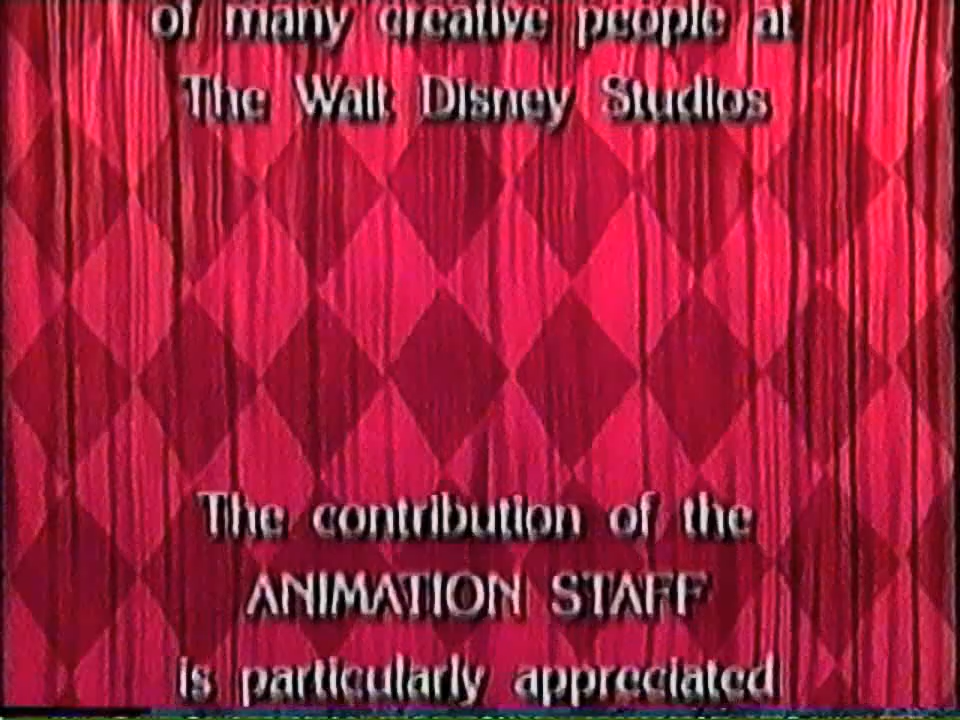 of many creative people at
The Walt Disney Studios
The contribution of the
ANIMATION STAFF
is particularly appreciated